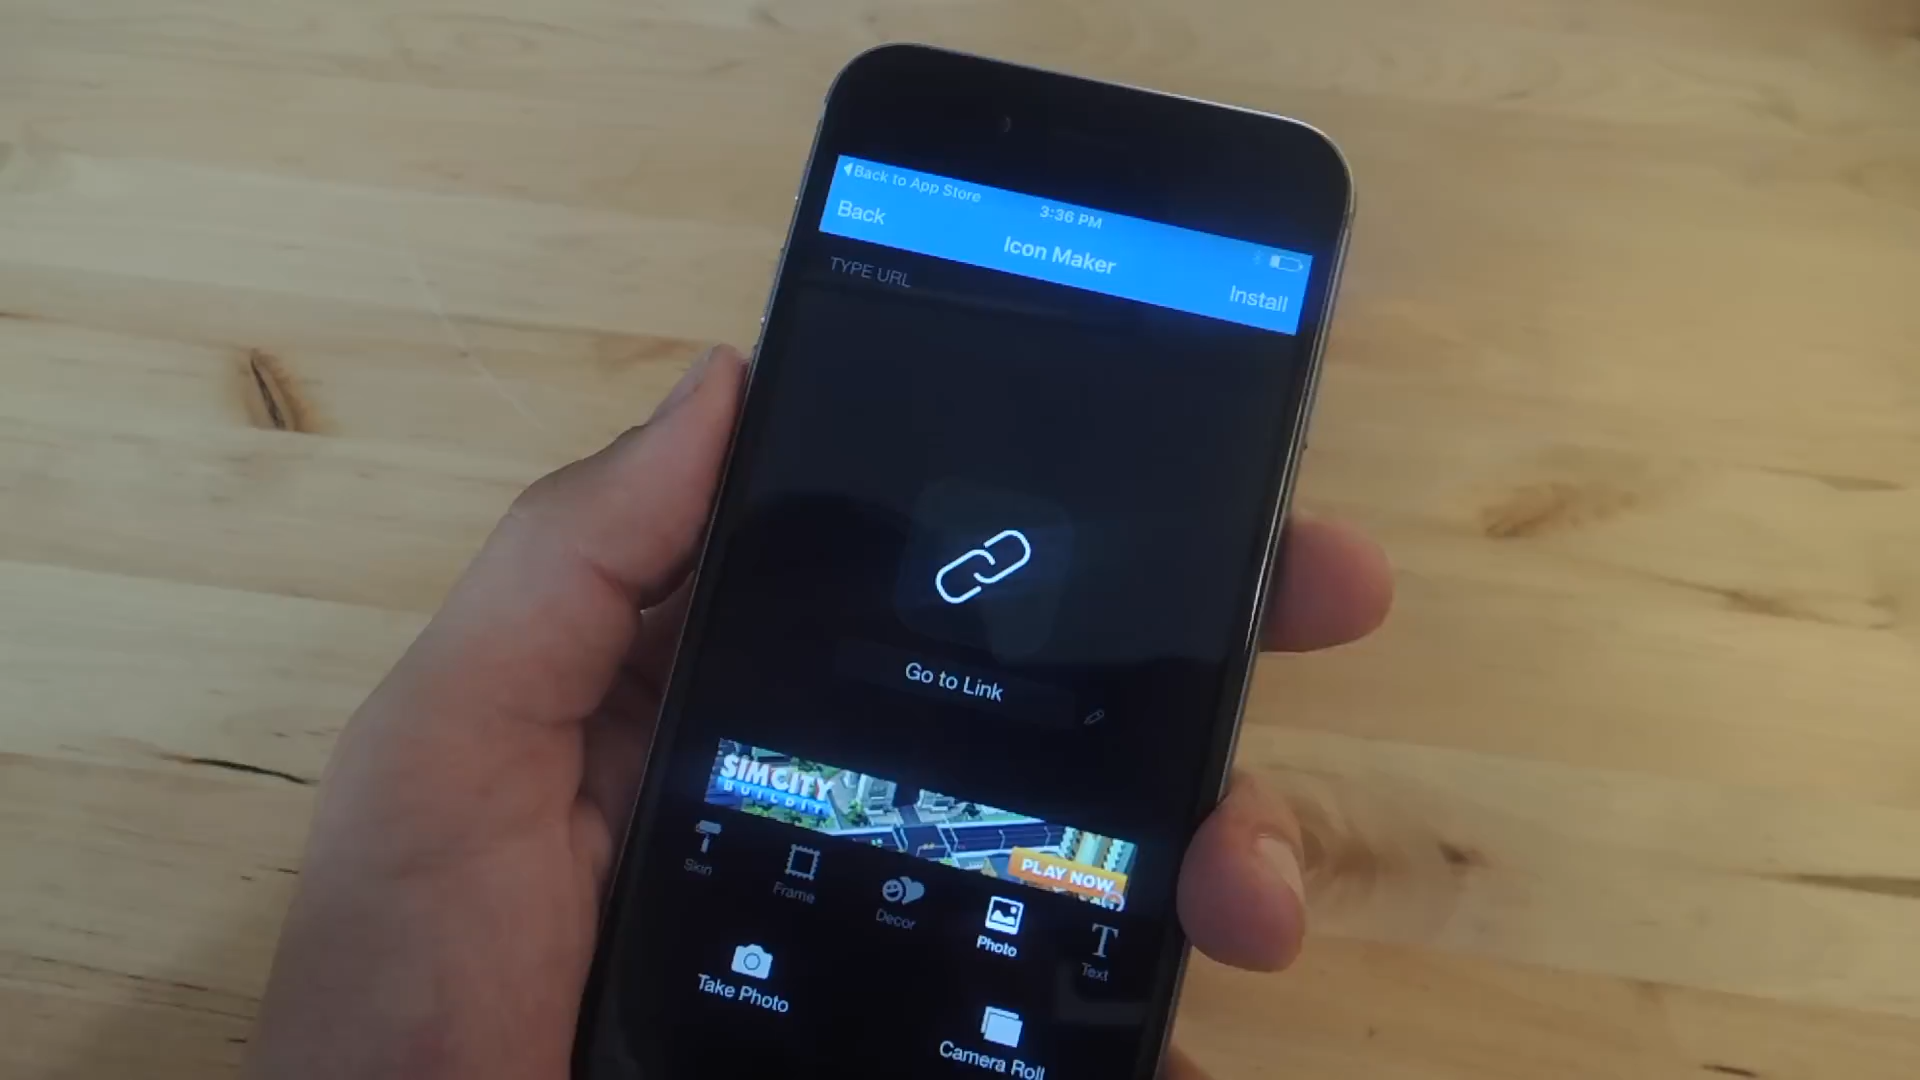 Back to App Store
3:36 PM
Back
Icon Maker
Install
TYPE URL
Go to Link
SIMCITY
BUILDIT
PLAY NOW
Skin
Frame
Decor
Photo
T
Text
Take Photo
Camera Roll